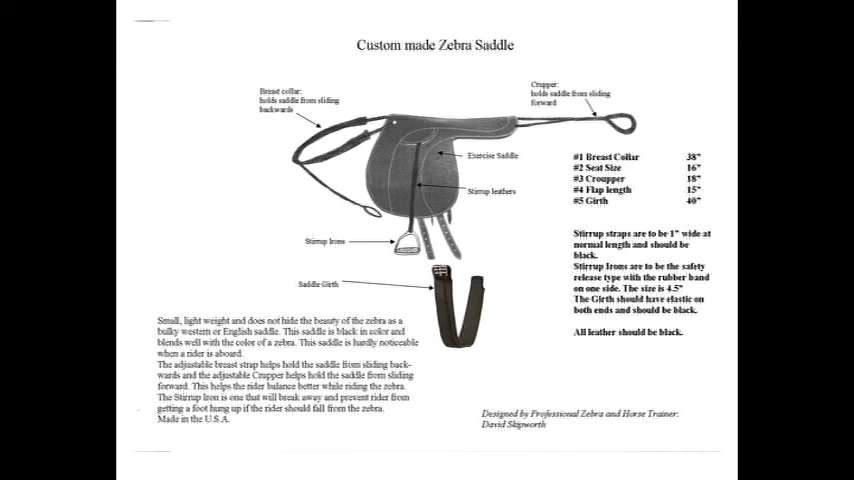 Custom made Zebra Saddle
Breast collar:
holds saddle from sliding
backwards
Crupper:
holds saddle from sliding
forward
Exercise Saddle
Stirrup leathers
Stirrup Irons
Saddle Girth
#1 Breast Collar 38"
#2 Seat Size 16"
#3 Croupper 18"
#4 Flap length 15"
#5 Girth 40"
Stirrup straps are to be 1" wide at
normal length and should be
black.
Stirrup Irons are to be the safety
release type with the rubber band
on one side. The size is 4.5"
The Girth should have elastic on
both ends and should be black.
All leather should be black.
Small, light weight and does not hide the beauty of the zebra as a
bulky western or English saddle. This saddle is black in color and
blends well with the color of a zebra. This saddle is hardly noticeable
when a rider is aboard.
The adjustable breast strap helps hold the saddle from sliding back-
wards and the adjustable Crupper helps hold the saddle from sliding
forward. This helps the rider balance better while riding the zebra.
The Stirrup Iron is one that will break away and prevent rider from
getting a foot hung up if the rider should fall from the zebra.
Made in the U.S.A.
Designed by Professional Zebra and Horse Trainer:
David Skipworth